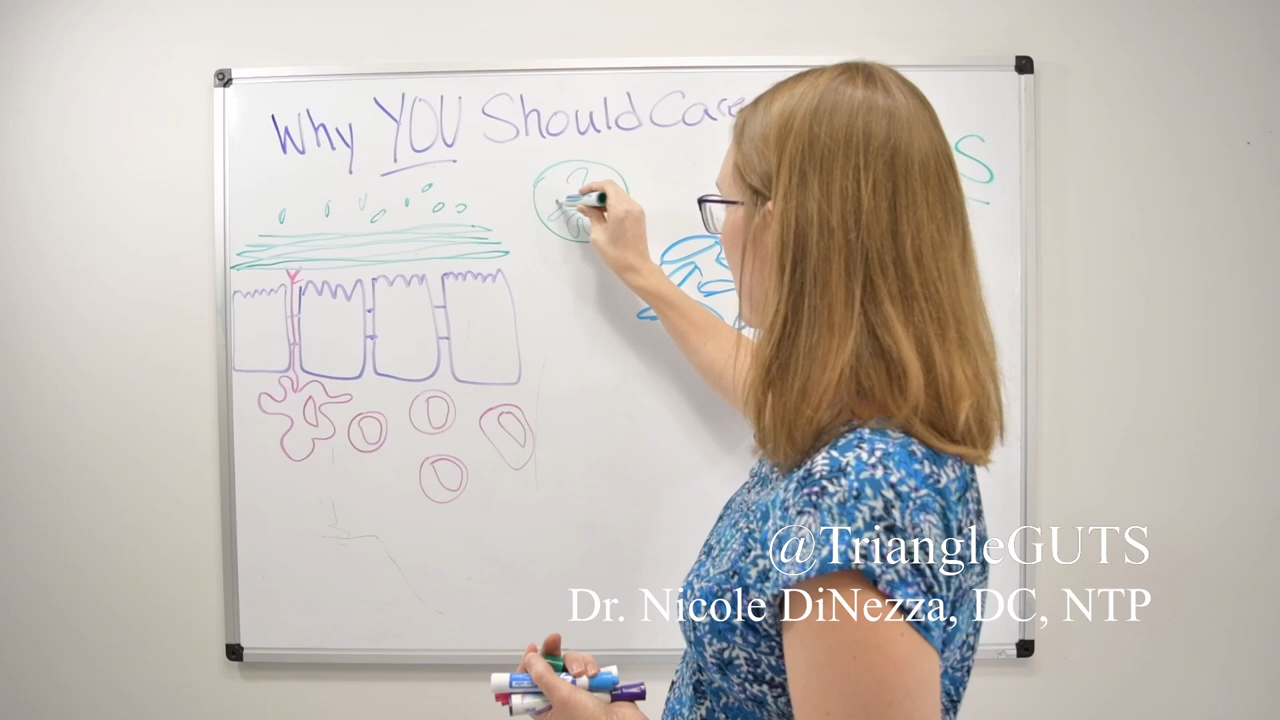 Why YOU Should Care
S
@TriangleGUTS
Dr. Nicole DiNezza, DC, NTP